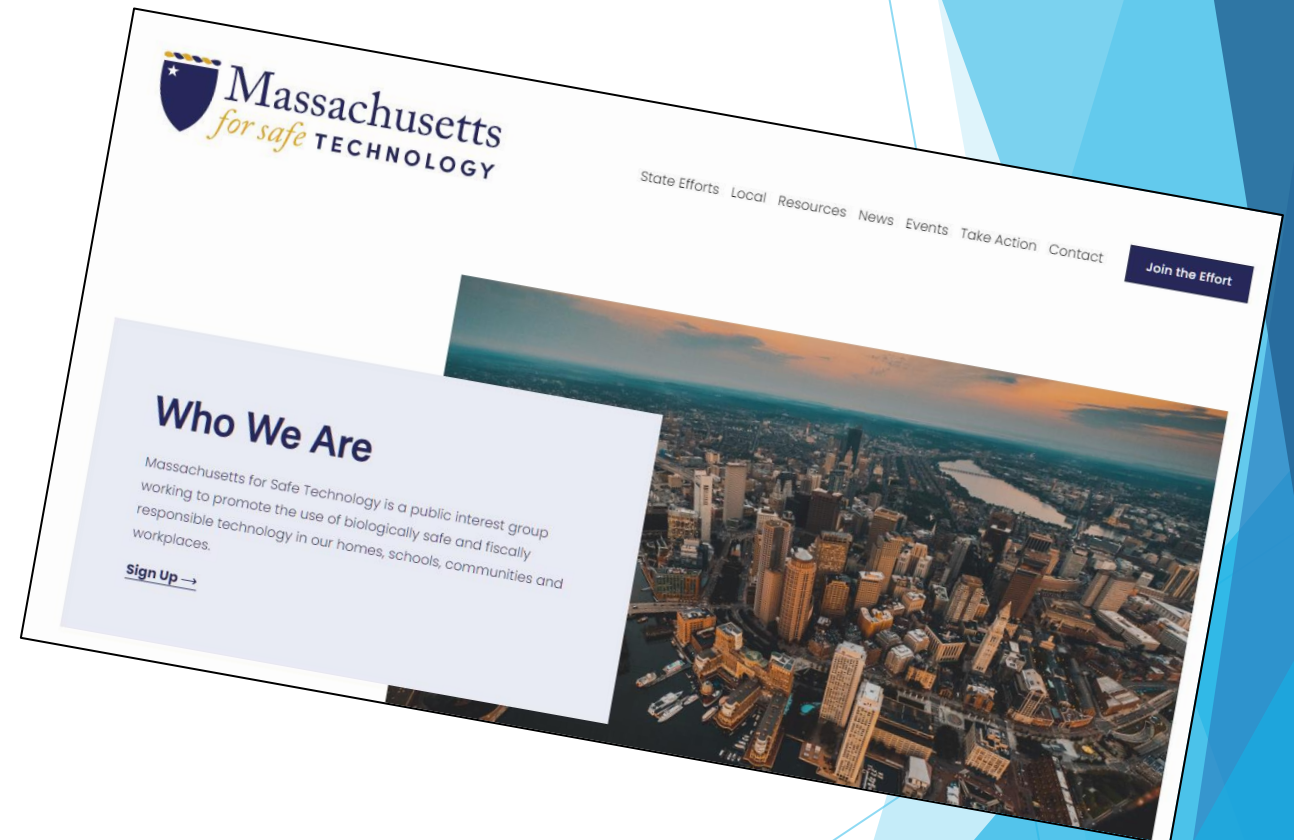 Massachusetts
for safe TECHNOLOGY
State Efforts Local Resources News Events Take Action Contact
Join the Effort
Who We Are
Massachusetts for Safe Technology is a public interest group
working to promote the use of biologically safe and fiscally
responsible technology in our homes, schools, communities and
workplaces.
Sign Up →